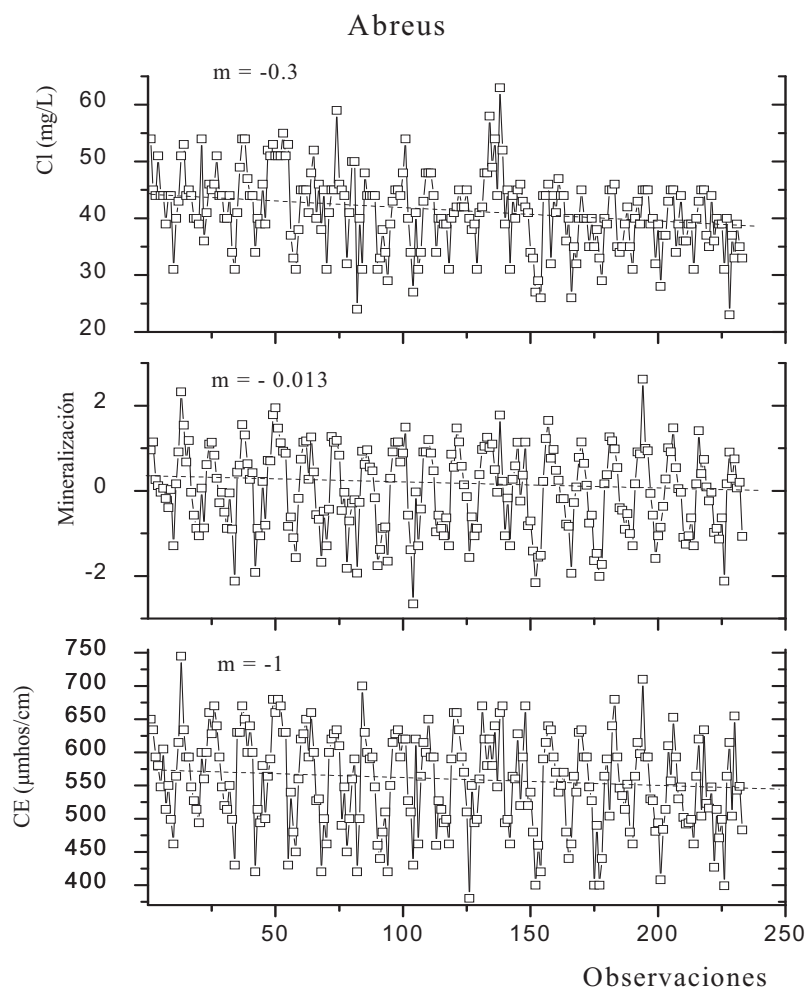 Abreus
m = -0.3
Cl (mg/L)
60
50
40
30
20
m = - 0.013
Mineralización
2
0
-2
m = -1
CE (µmhos/cm)
750
700
650
600
550
500
450
400
50
100
150
200
250
Observaciones